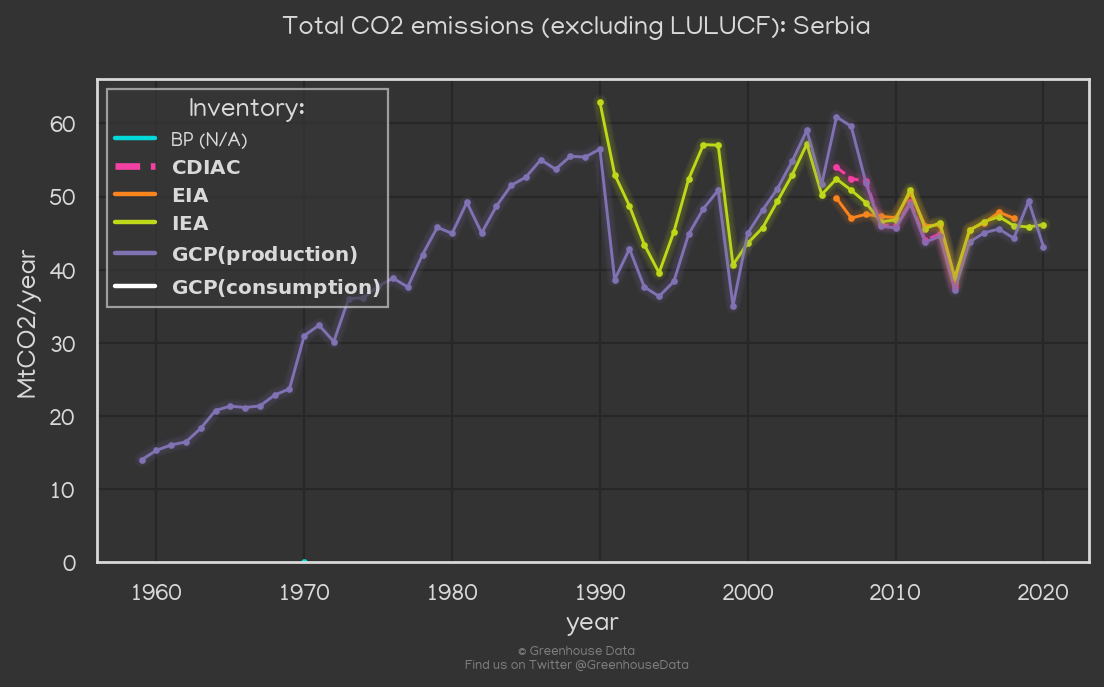 Total CO2 emissions (excluding LULUCF): Serbia
Inventory:
BP (N/A)
CDIAC
EIA
IEA
GCP(production)
GCP(consumption)
MtCO2/year
60
50
40
30
20
10
0
1960 1970 1980 1990 2000 2010 2020
year
© Greenhouse Data
Find us on Twitter @GreenhouseData